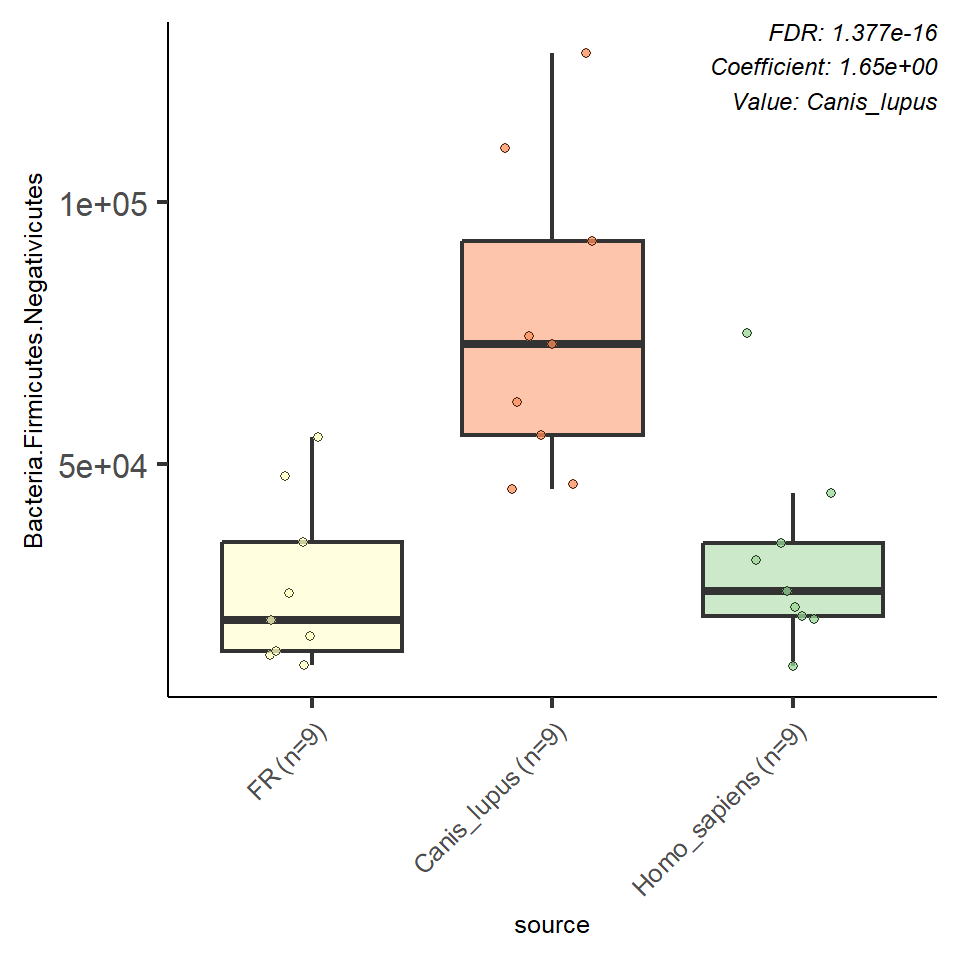 FDR: 1.377e-16
Coefficient: 1.65e+00
Value: Canis_lupus
Bacteria.Firmicutes.Negativicutes
1e+05
5e+04
FR (n=9)
Canis_lupus (n=9)
Homo_sapiens (n=9)
source